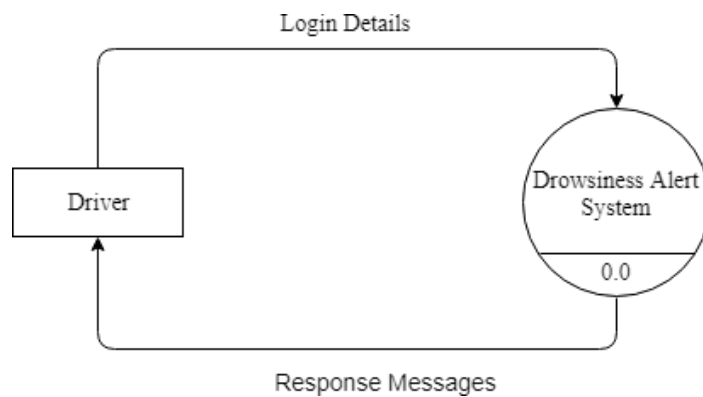 Login Details
Driver
Drowsiness Alert
System
0.0
Response Messages